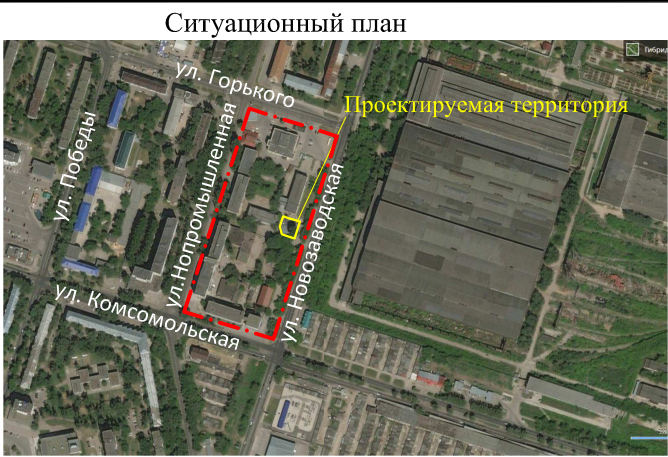 Ситуационный план
Гибрид
ул. Горького
Проектируемая территория
ул. Победы
ул.Нопромышленная
ул. Новозаводская
ул. Комсомольская